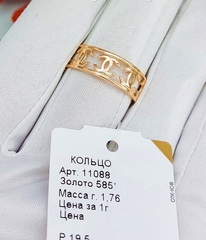 КОЛЬЦО
Арт. 11088
Золото 585'
Масса г. 1,76
Цена за 1г
Цена
Р 19,5